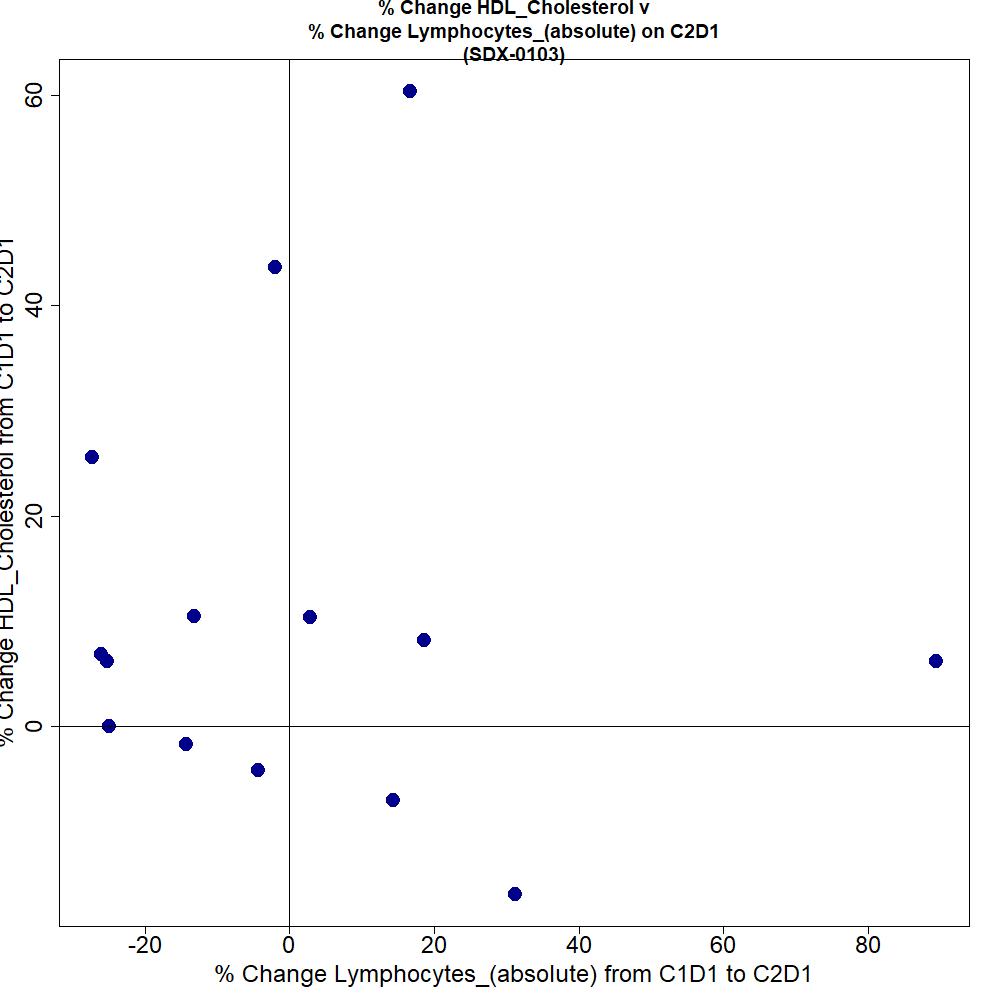 % Change HDL_Cholesterol v
% Change Lymphocytes_(absolute) on C2D1
(SDX-0103)
% Change HDL_Cholesterol from C1D1 to C2D1
60
40
20
0
-20 0 20 40 60 80
% Change Lymphocytes_(absolute) from C1D1 to C2D1